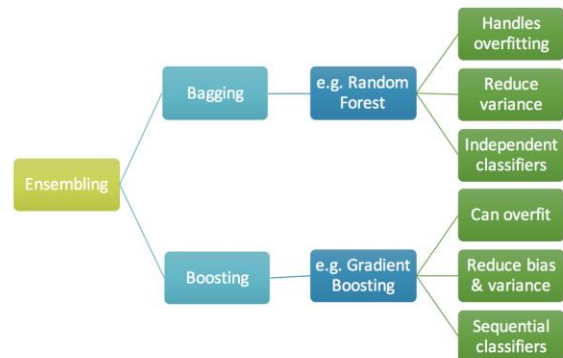 Ensembling
Bagging
e.g. Random
Forest
Handles
overfitting
Reduce
variance
Independent
classifiers
Boosting
e.g. Gradient
Boosting
Can overfit
Reduce bias
& variance
Sequential
classifiers